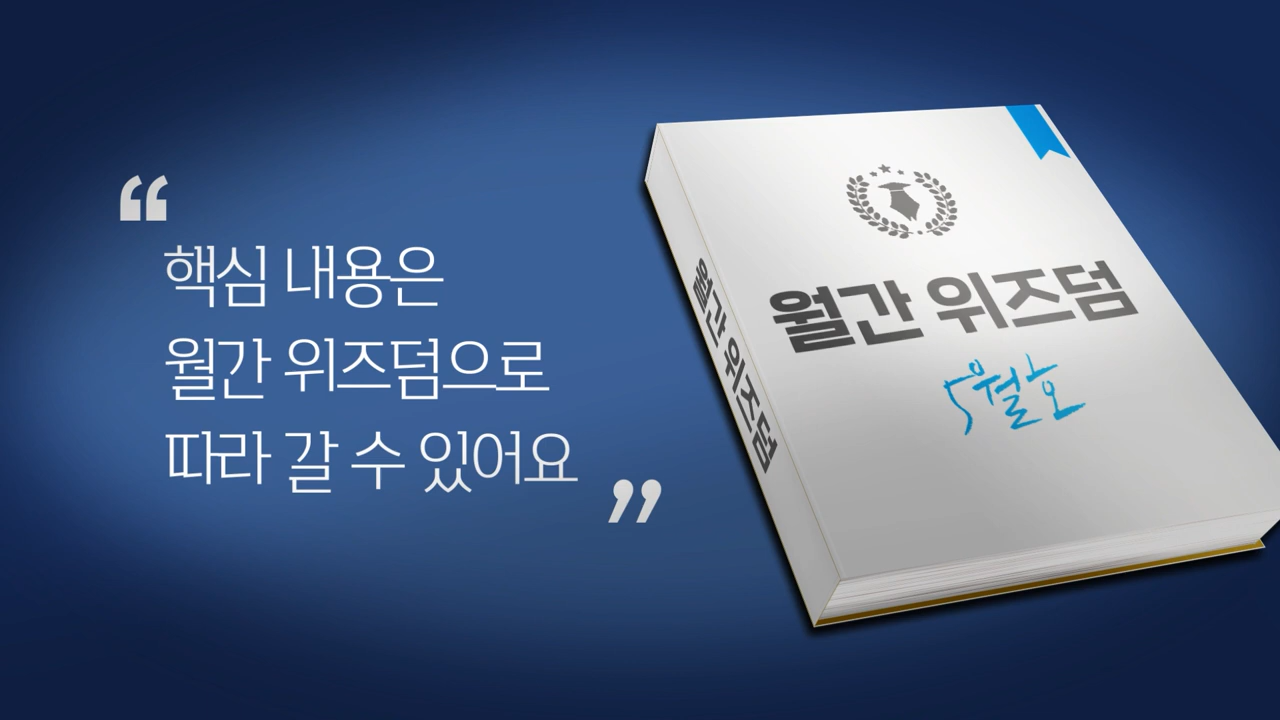 “
핵심 내용은
월간 위즈덤으로
따라 갈 수 있어요
”
월간 위즈덤
월간 위즈덤
5월호